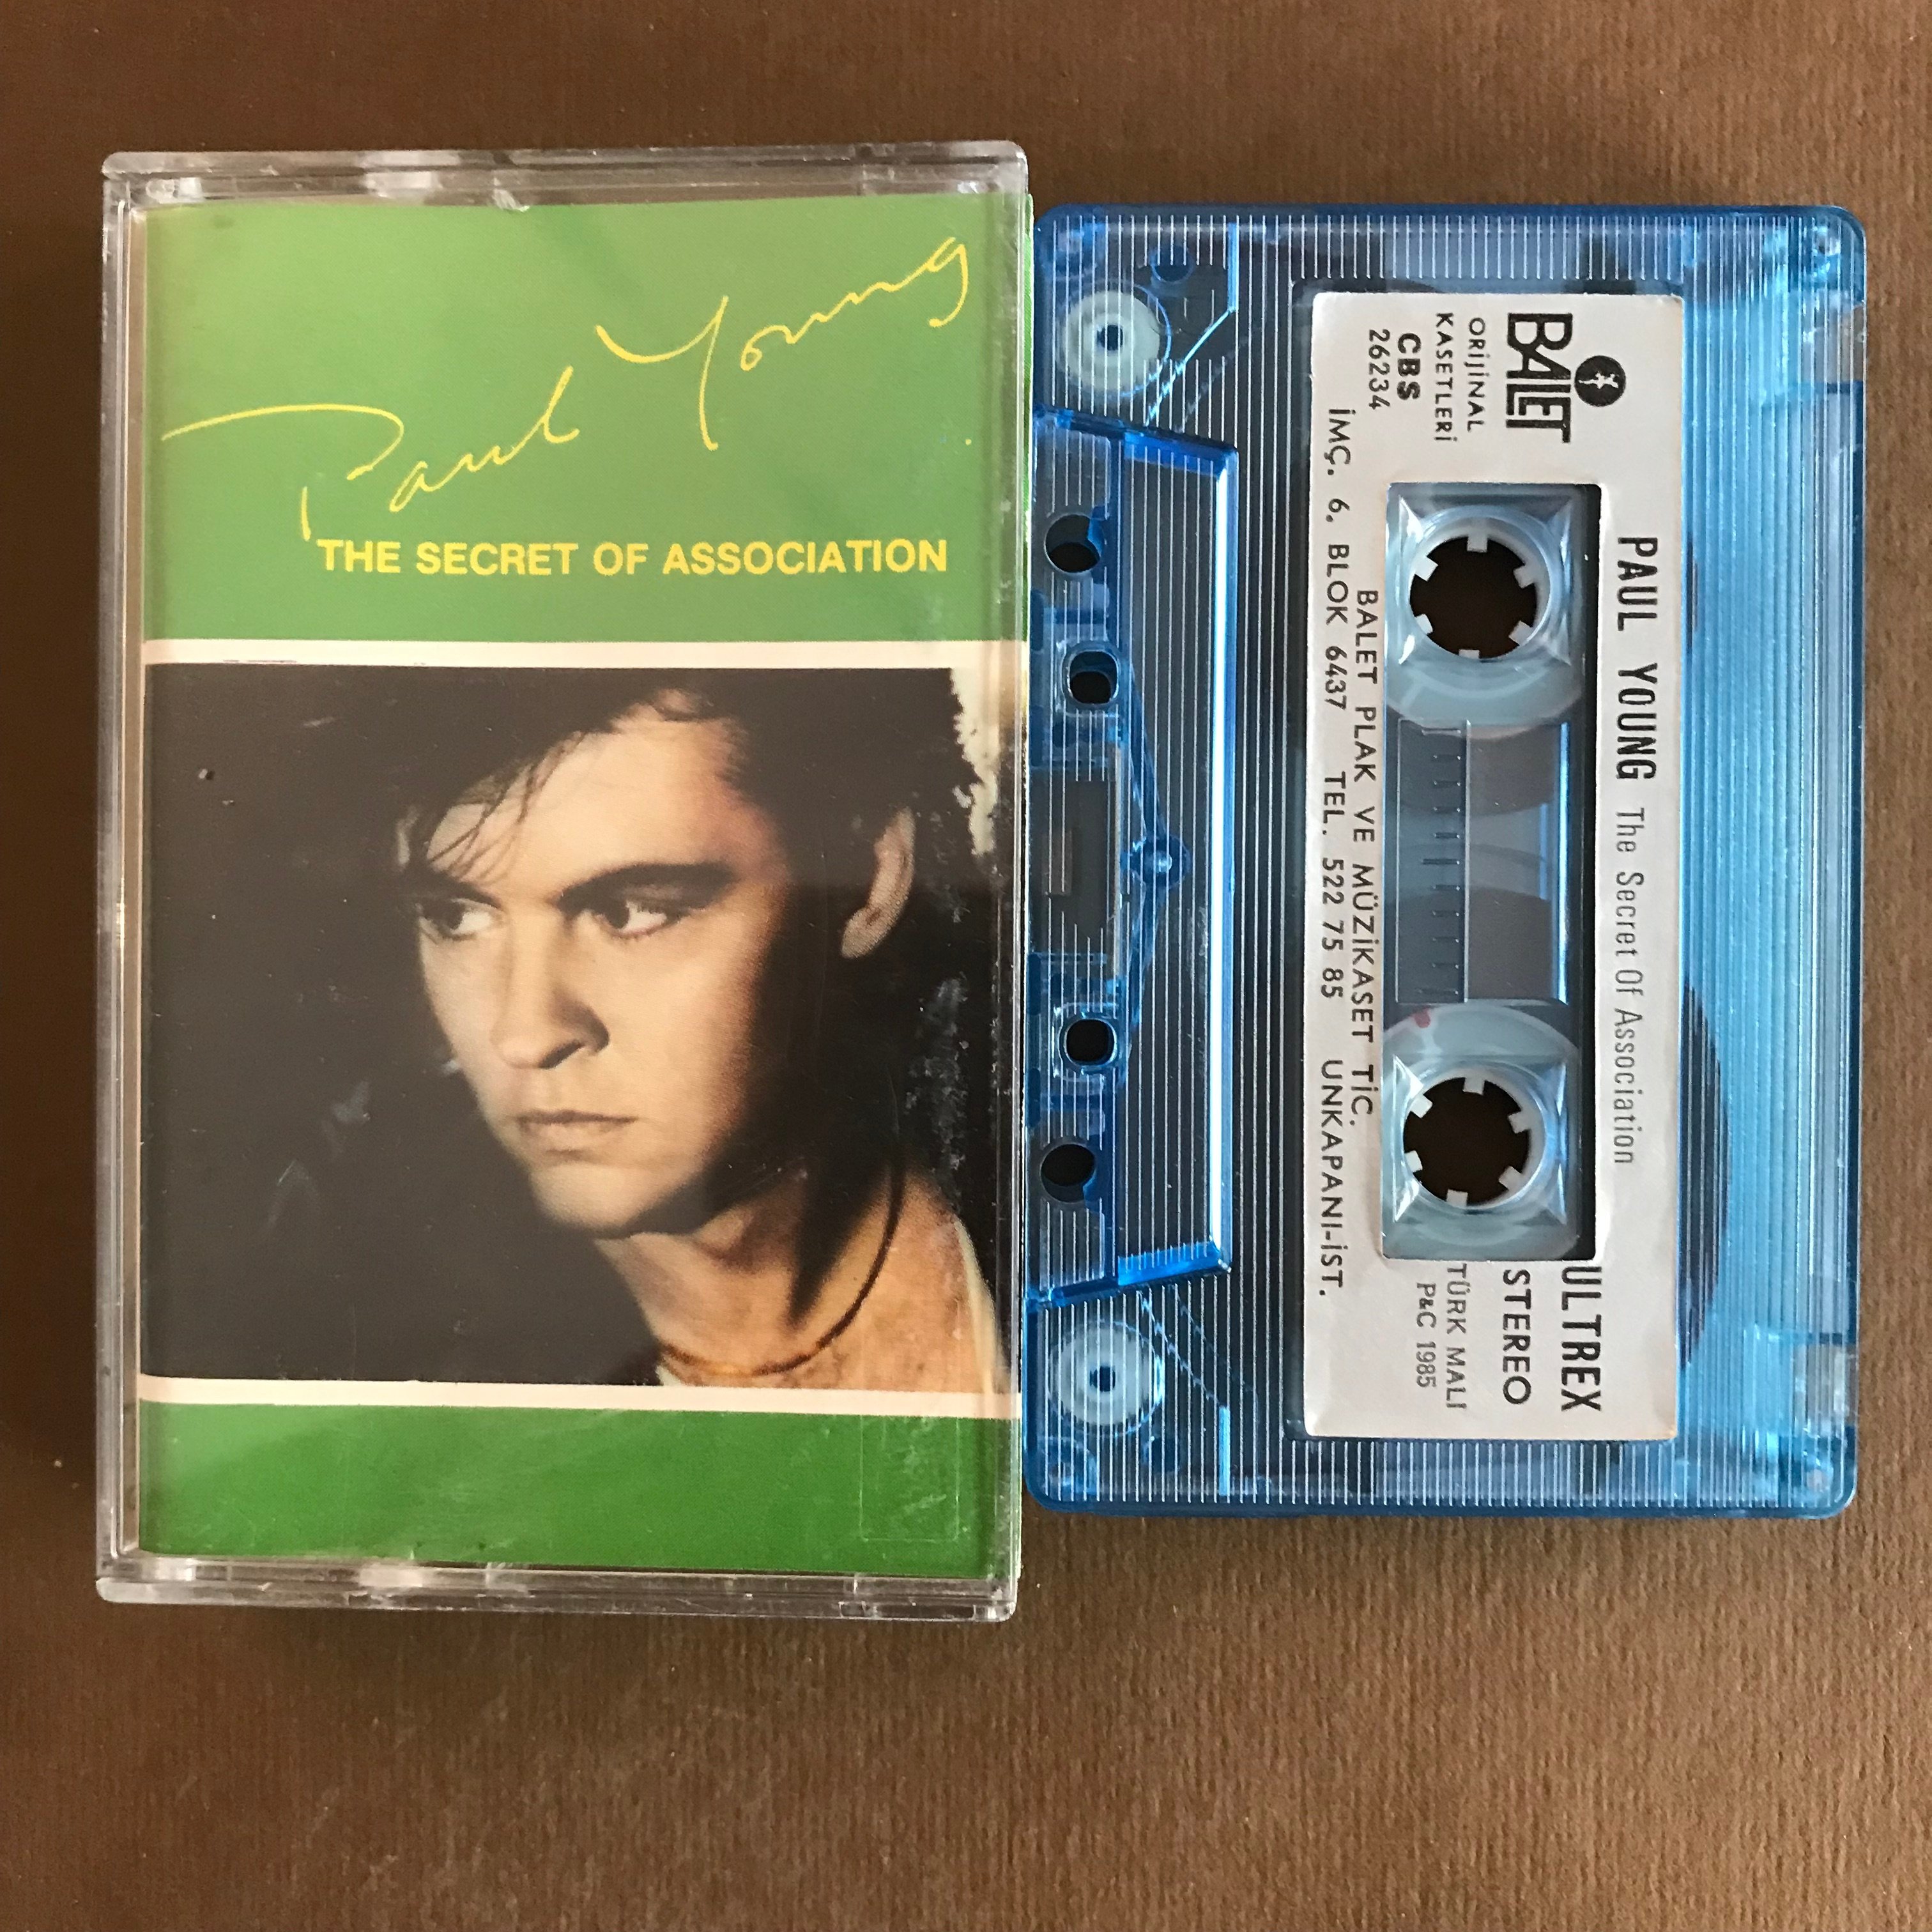 Paul Young
THE SECRET OF ASSOCIATION
BALET
ORİJİNAL
KASETLERİ
CBS
26234
PAUL YOUNG The Secret Of Association
ULTREX
STEREO
TÜRK MALI
P&C 1985
BALET PLAK VE MÜZİKASET TİC.
İMÇ. 6. BLOK 6437 TEL. 522 75 85 UNKAPANI-İST.